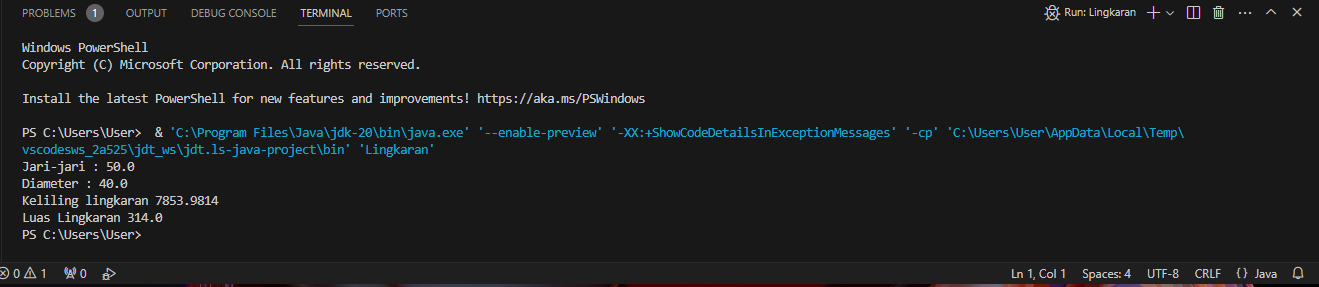 PROBLEMS 1 OUTPUT DEBUG CONSOLE TERMINAL PORTS Run: Lingkaran
Windows PowerShell
Copyright (C) Microsoft Corporation. All rights reserved.
Install the latest PowerShell for new features and improvements! https://aka.ms/PSWindows
PS C:\Users\User>  & 'C:\Program Files\Java\jdk-20\bin\java.exe' '--enable-preview' '-XX:+ShowCodeDetailsInExceptionMessages' '-cp' 'C:\Users\User\AppData\Local\Temp\
vscodesws_2a525\jdt_ws\jdt.ls-java-project\bin' 'Lingkaran'
Jari-jari : 50.0
Diameter : 40.0
Keliling lingkaran 7853.9814
Luas Lingkaran 314.0
PS C:\Users\User>
0 1 0 Ln 1, Col 1 Spaces: 4 UTF-8 CRLF {} Java